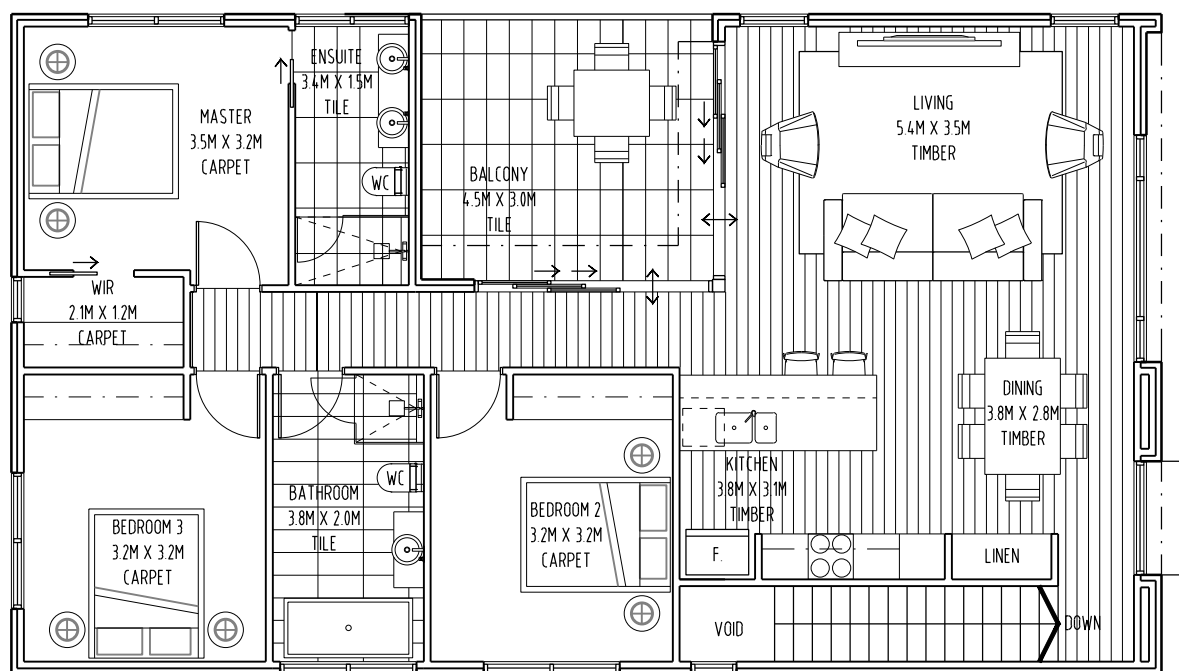 MASTER
3.5M X 3.2M
CARPET
ENSUITE
3.4M X 1.5M
TILE
WC
BALCONY
4.5M X 3.0M
TILE
LIVING
5.4M X 3.5M
TIMBER
WIR
2.1M X 1.2M
CARPET
DINING
3.8M X 2.8M
TIMBER
KITCHEN
3.8M X 3.1M
TIMBER
BEDROOM 3
3.2M X 3.2M
CARPET
BATHROOM
3.8M X 2.0M
TILE
WC
BEDROOM 2
3.2M X 3.2M
CARPET
F.
LINEN
VOID
DOWN